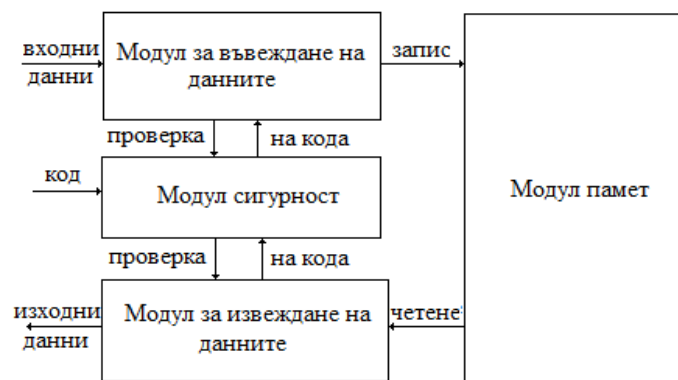 входни
данни
Модул за въвеждане на
данните
запис
проверка
на кода
код
Модул сигурност
Модул памет
проверка
на кода
изходни
данни
Модул за извеждане на
данните
четене